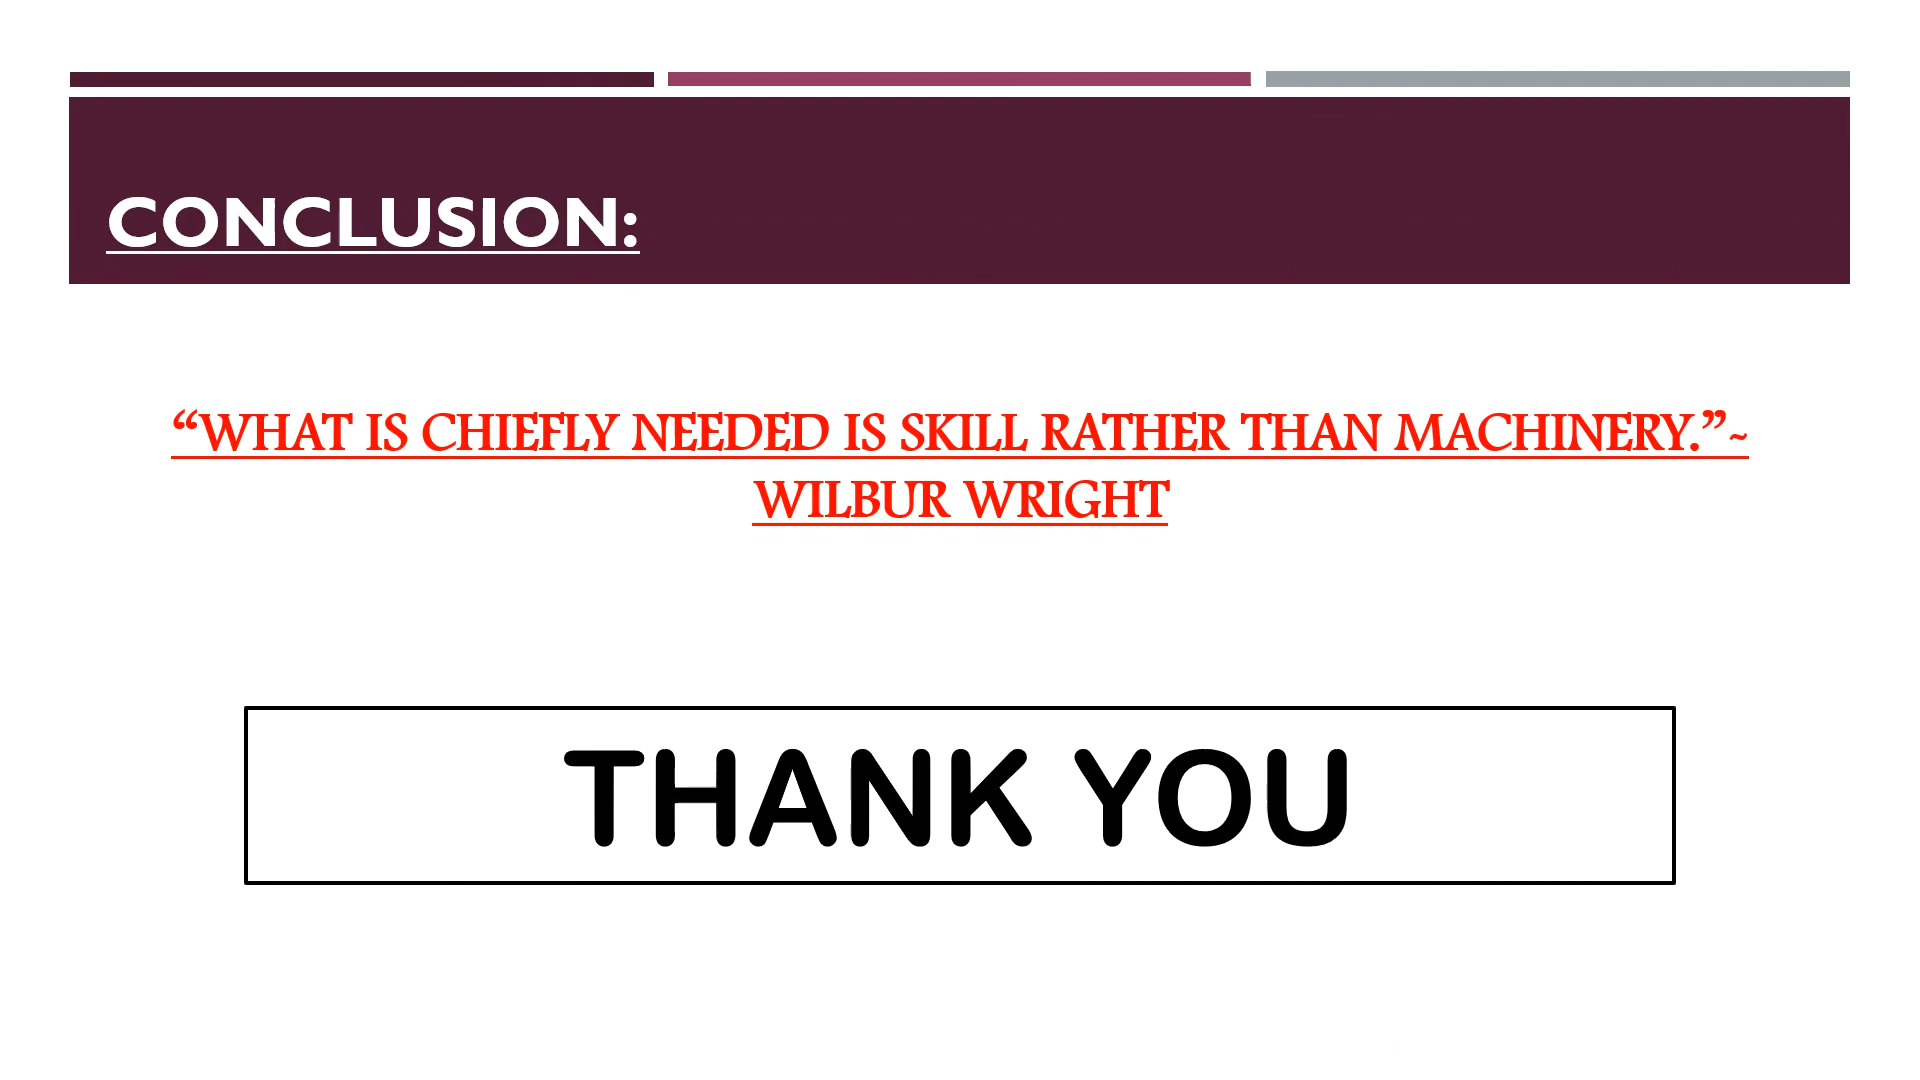 CONCLUSION:
“WHAT IS CHIEFLY NEEDED IS SKILL RATHER THAN MACHINERY.”~
WILBUR WRIGHT
THANK YOU